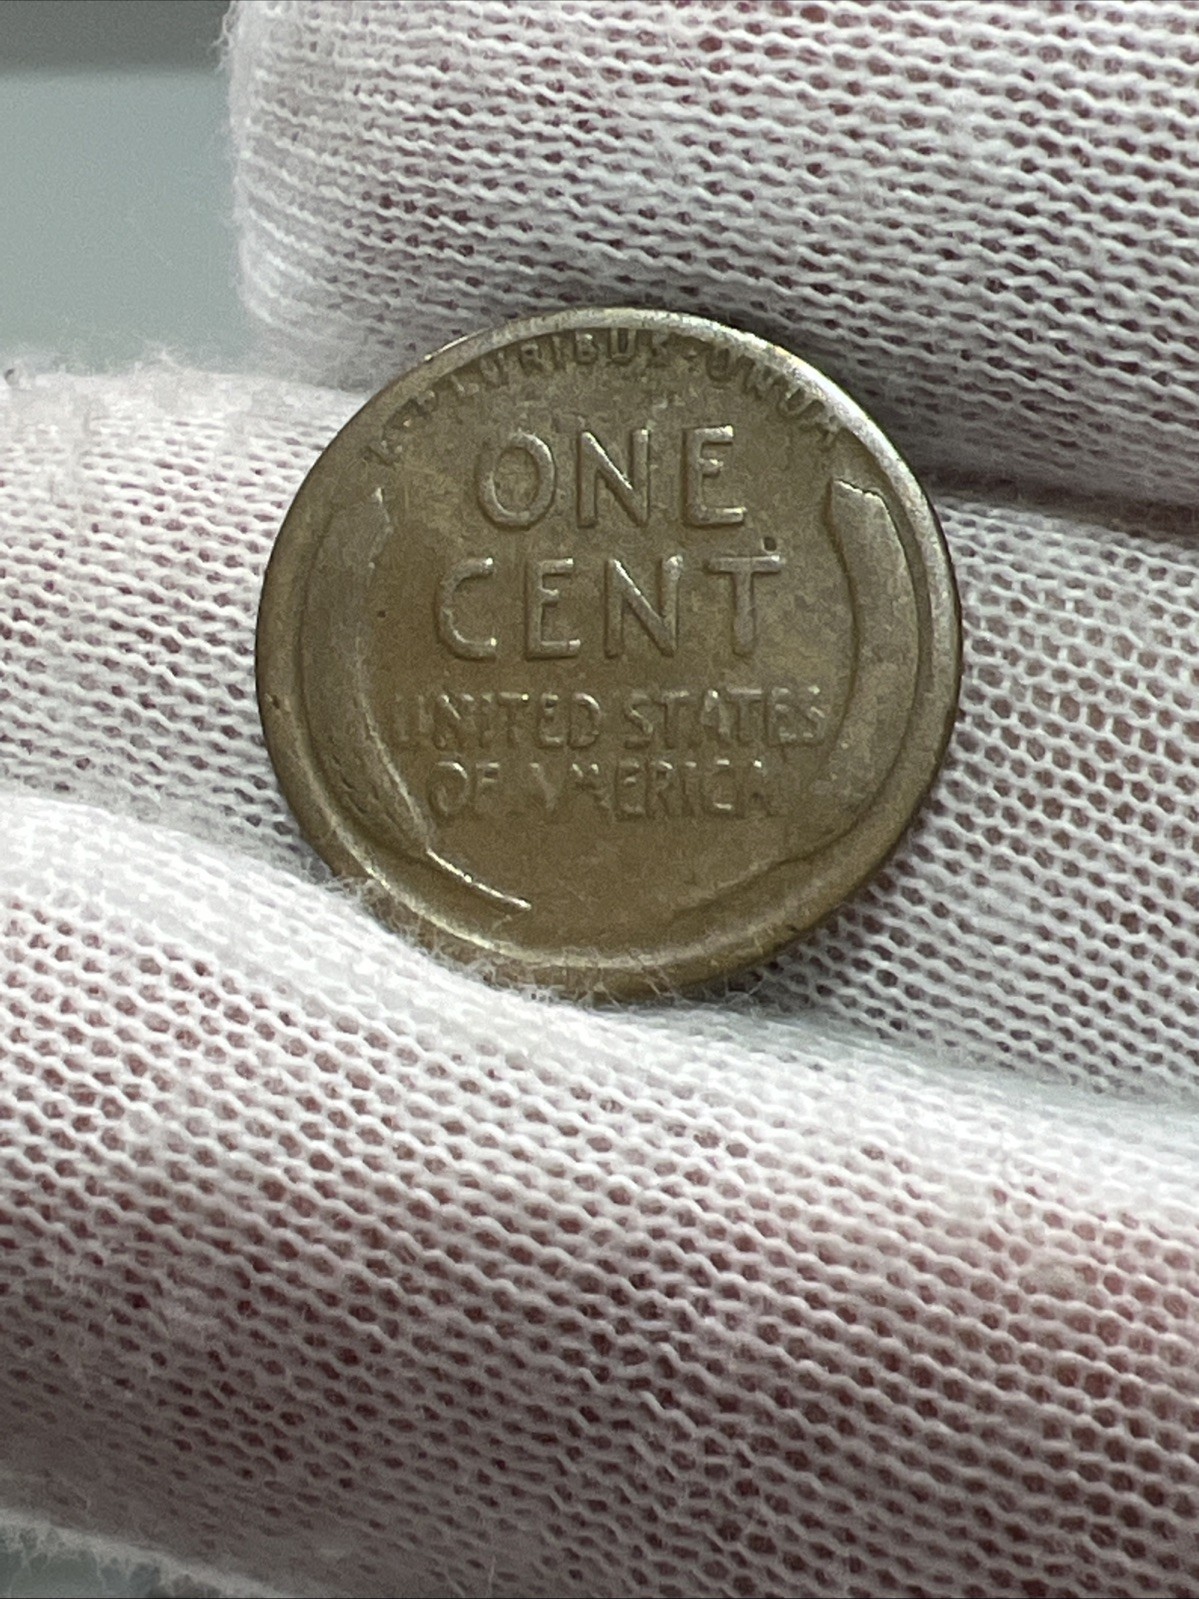 E·PLURIBUS·UNUM
ONE
CENT
UNITED STATES
OF AMERICA